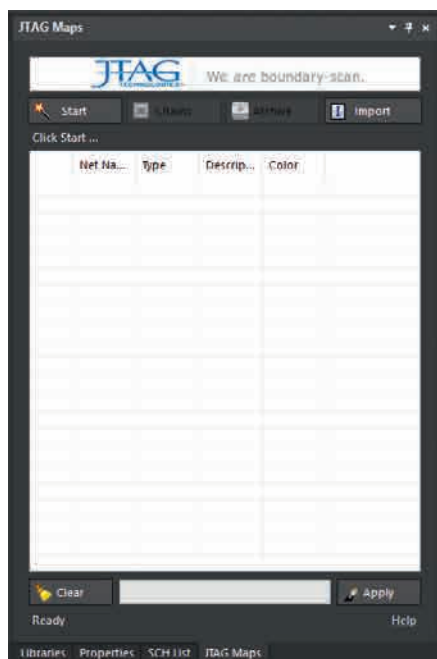 JTAG Maps
JTAG We are boundary-scan.
TECHNOLOGIES
Start Import
Click Start ...
Net Na... Type Descrip... Color
Clear Apply
Ready Help
Libraries Properties SCH List JTAG Maps